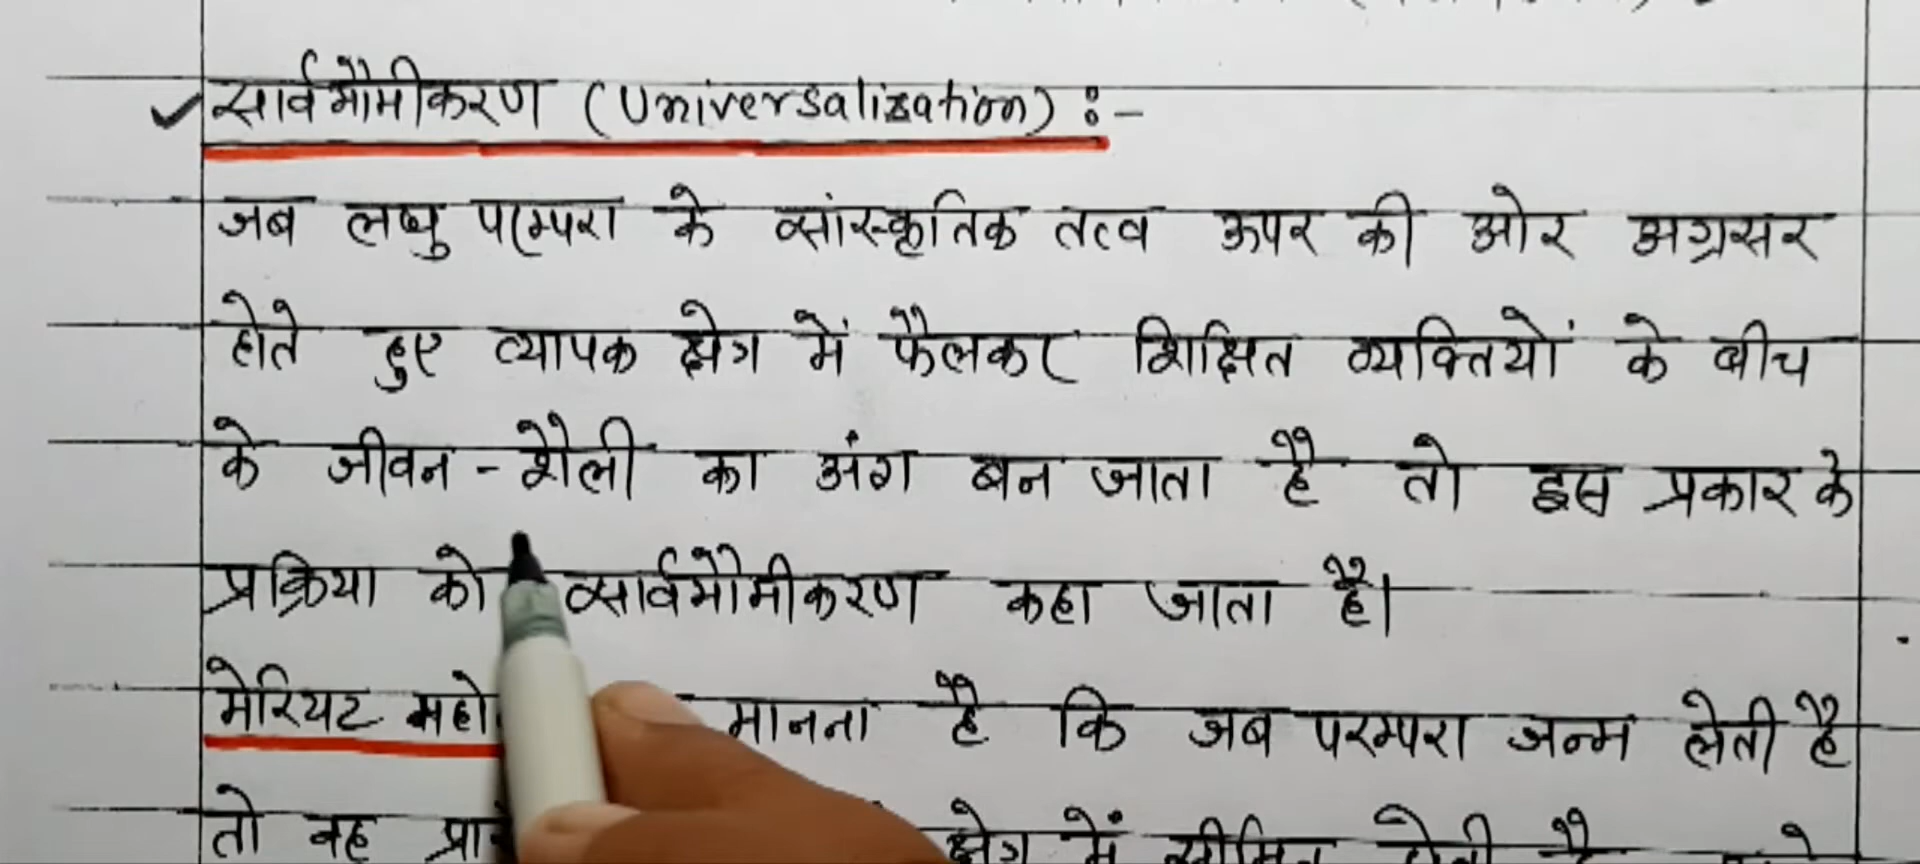 सार्वभौमीकरण (Universalization) :-
जब लघु परम्परा के सांस्कृतिक तत्व ऊपर की ओर अग्रसर
होते हुए व्यापक क्षेत्र में फैलकर शिक्षित व्यक्तियों के बीच
के जीवन - शैली का अंग बन जाता है तो इस प्रकार के
प्रक्रिया को सार्वभौमीकरण कहा जाता है।
मेरियट मानना है कि जब परम्परा जन्म लेती है
तो वह क्षेत्र में सीमित होती है